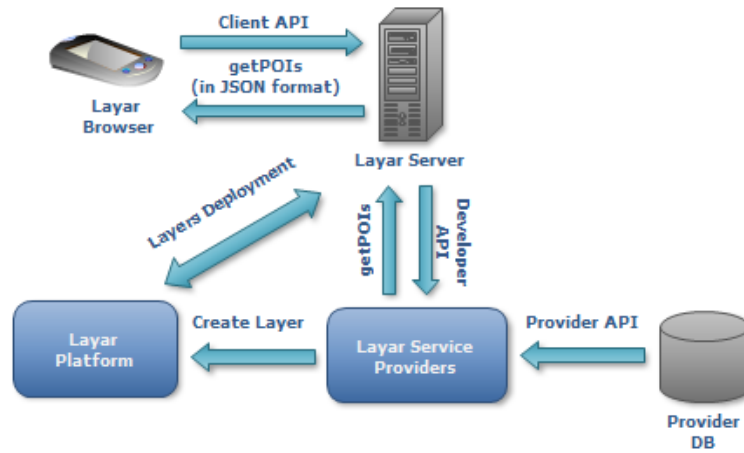 Client API
getPOIs
(in JSON format)
Layar
Browser
Layar Server
Layers Deployment
getPOIs
Developer
API
Layar
Platform
Create Layer
Layar Service
Providers
Provider API
Provider
DB